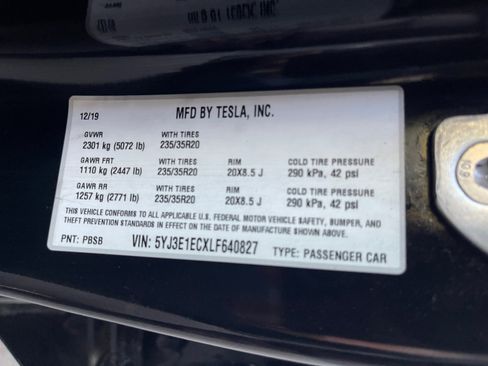 12/19 MFD BY TESLA, INC.
GVWR WITH TIRES
2301 kg (5072 lb) 235/35R20
GAWR FRT WITH TIRES RIM COLD TIRE PRESSURE
1110 kg (2447 lb) 235/35R20 20X8.5 J 290 kPa, 42 psi
GAWR RR WITH TIRES RIM COLD TIRE PRESSURE
1257 kg (2771 lb) 235/35R20 20X8.5 J 290 kPa, 42 psi
THIS VEHICLE CONFORMS TO ALL APPLICABLE U.S. FEDERAL MOTOR VEHICLE SAFETY, BUMPER, AND
THEFT PREVENTION STANDARDS IN EFFECT ON THE DATE OF MANUFACTURE SHOWN ABOVE.
PNT: PBSB VIN: 5YJ3E1ECXLF640827 TYPE: PASSENGER CAR